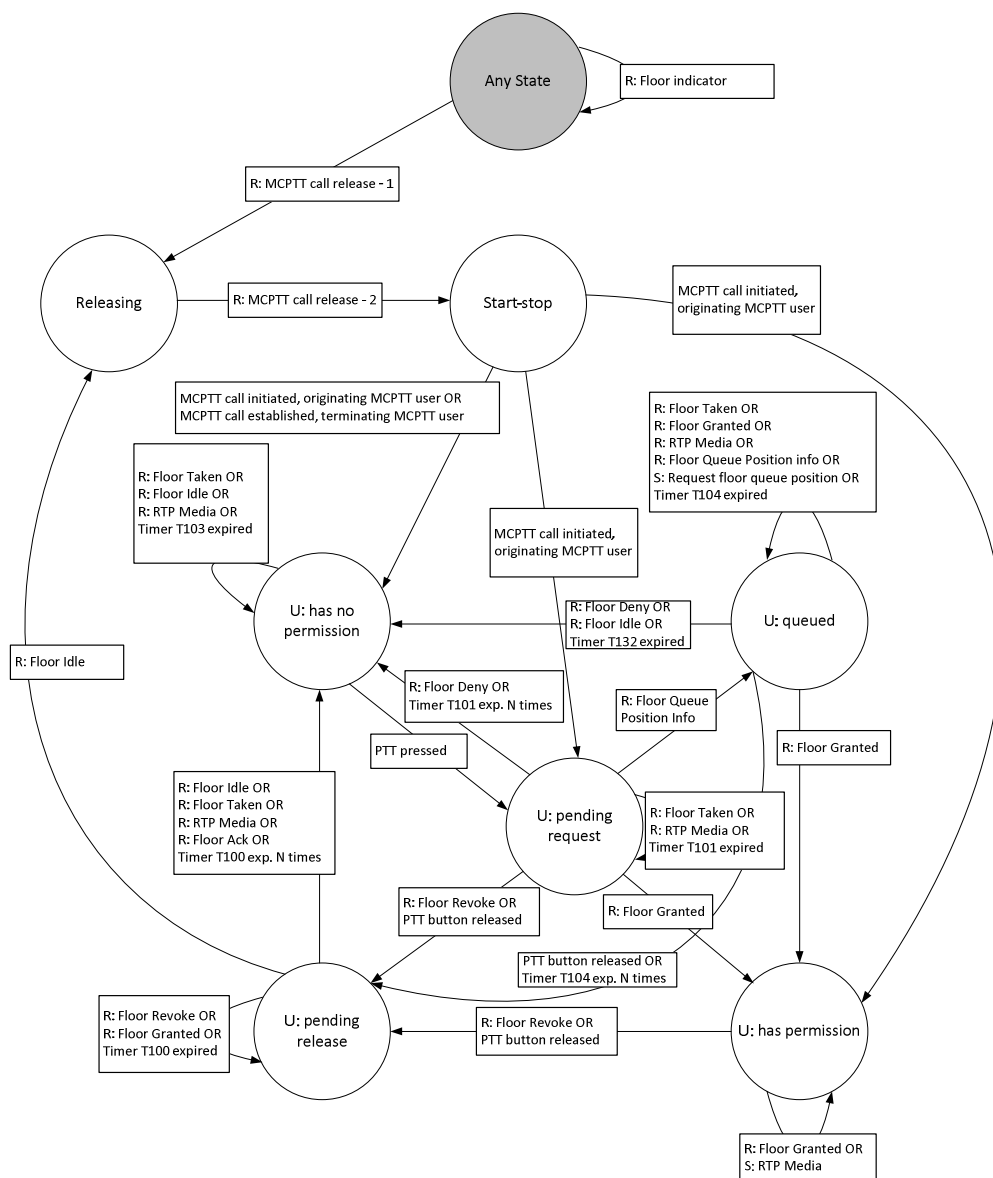 Any State
R: Floor indicator
R: MCPTT call release - 1
Releasing
R: MCPTT call release - 2
Start-stop
MCPTT call initiated,
originating MCPTT user
MCPTT call initiated, originating MCPTT user OR
MCPTT call established, terminating MCPTT user
R: Floor Taken OR
R: Floor Granted OR
R: RTP Media OR
R: Floor Queue Position info OR
S: Request floor queue position OR
Timer T104 expired
R: Floor Taken OR
R: Floor Idle OR
R: RTP Media OR
Timer T103 expired
MCPTT call initiated,
originating MCPTT user
U: has no
permission
R: Floor Deny OR
R: Floor Idle OR
Timer T132 expired
U: queued
R: Floor Idle
R: Floor Deny OR
Timer T101 exp. N times
R: Floor Queue
Position Info
PTT pressed
R: Floor Granted
R: Floor Idle OR
R: Floor Taken OR
R: RTP Media OR
R: Floor Ack OR
Timer T100 exp. N times
U: pending
request
R: Floor Taken OR
R: RTP Media OR
Timer T101 expired
R: Floor Revoke OR
PTT button released
R: Floor Granted
PTT button released OR
Timer T104 exp. N times
R: Floor Revoke OR
R: Floor Granted OR
Timer T100 expired
U: pending
release
R: Floor Revoke OR
PTT button released
U: has permission
R: Floor Granted OR
S: RTP Media